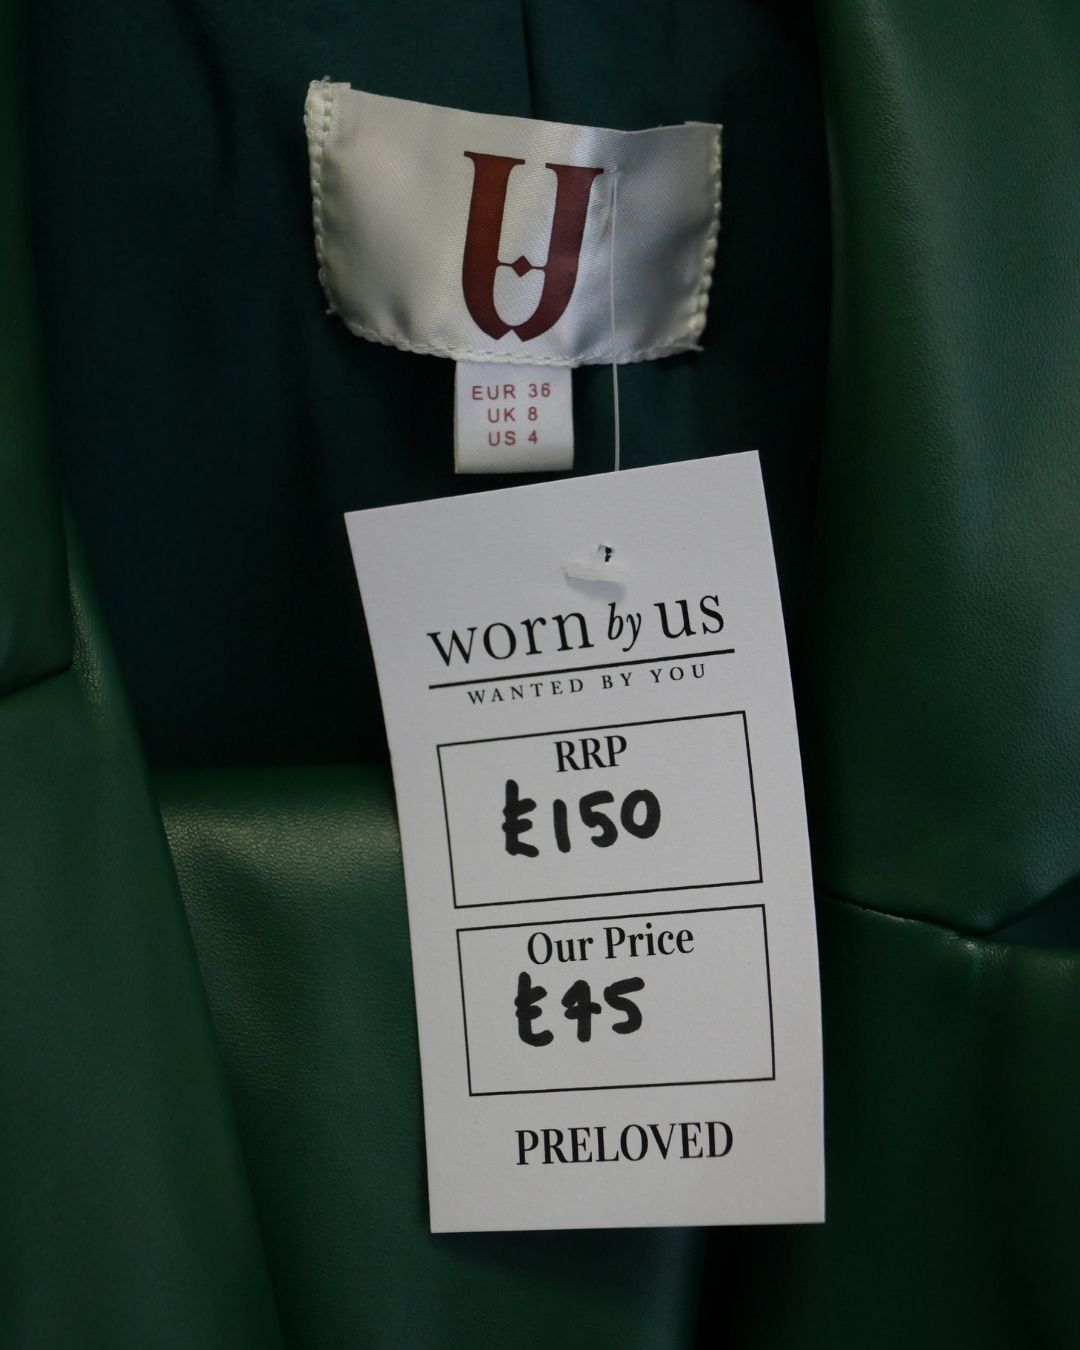 U
EUR 36
UK 8
US 4
worn by us
WANTED BY YOU
RRP
£150
Our Price
£45
PRELOVED